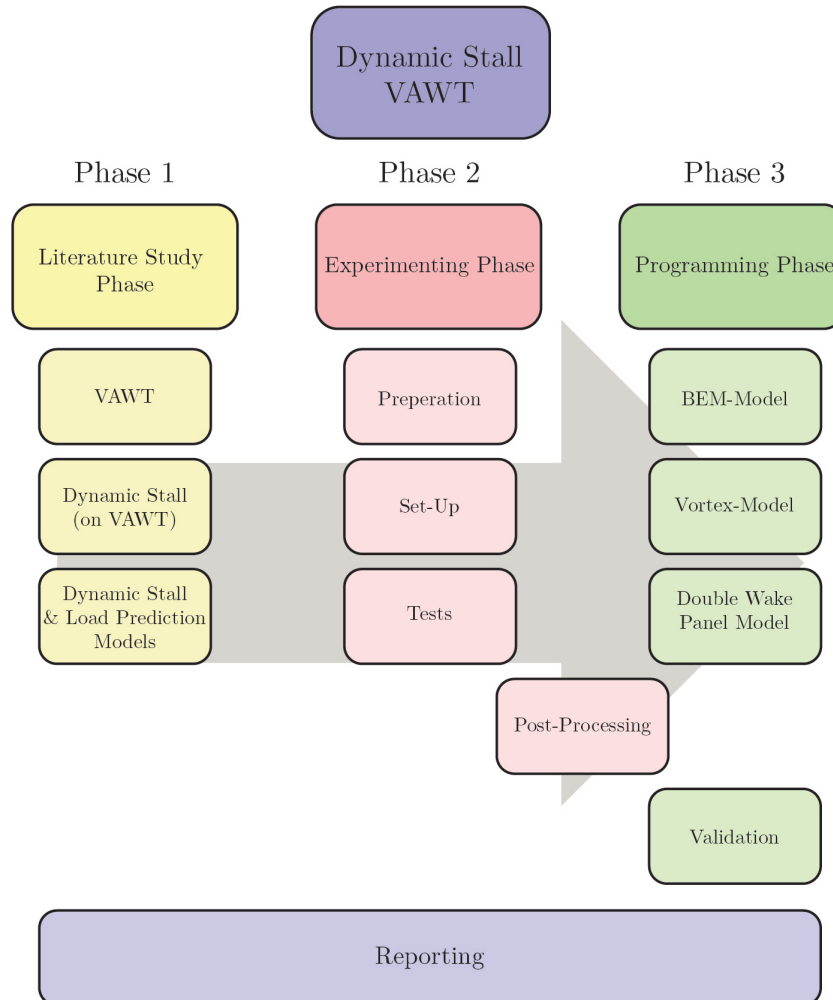 Dynamic Stall
VAWT
Phase 1
Phase 2
Phase 3
Literature Study
Phase
Experimenting Phase
Programming Phase
VAWT
Preperation
BEM-Model
Dynamic Stall
(on VAWT)
Set-Up
Vortex-Model
Dynamic Stall
& Load Prediction
Models
Tests
Double Wake
Panel Model
Post-Processing
Validation
Reporting